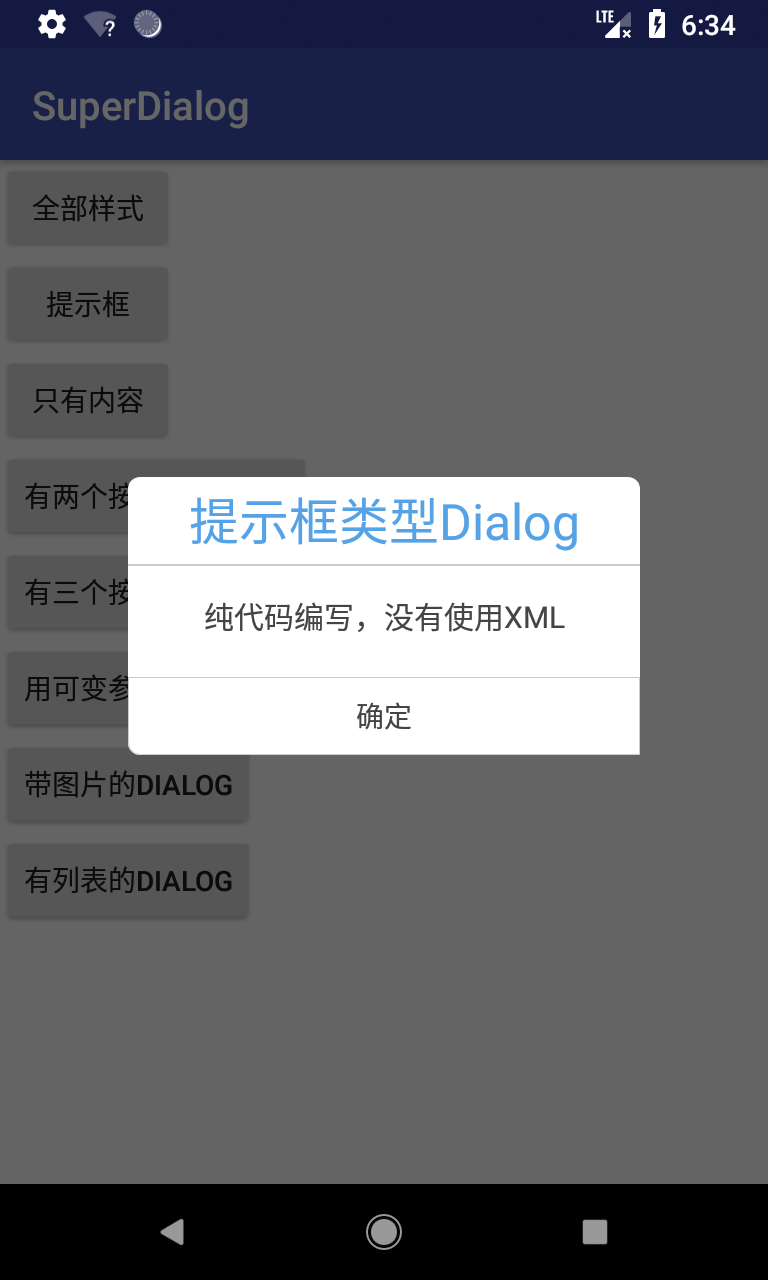 6:34
SuperDialog
全部样式
提示框
只有内容
有两个按
提示框类型Dialog
有三个按
纯代码编写，没有使用XML
用可变参
确定
带图片的DIALOG
有列表的DIALOG